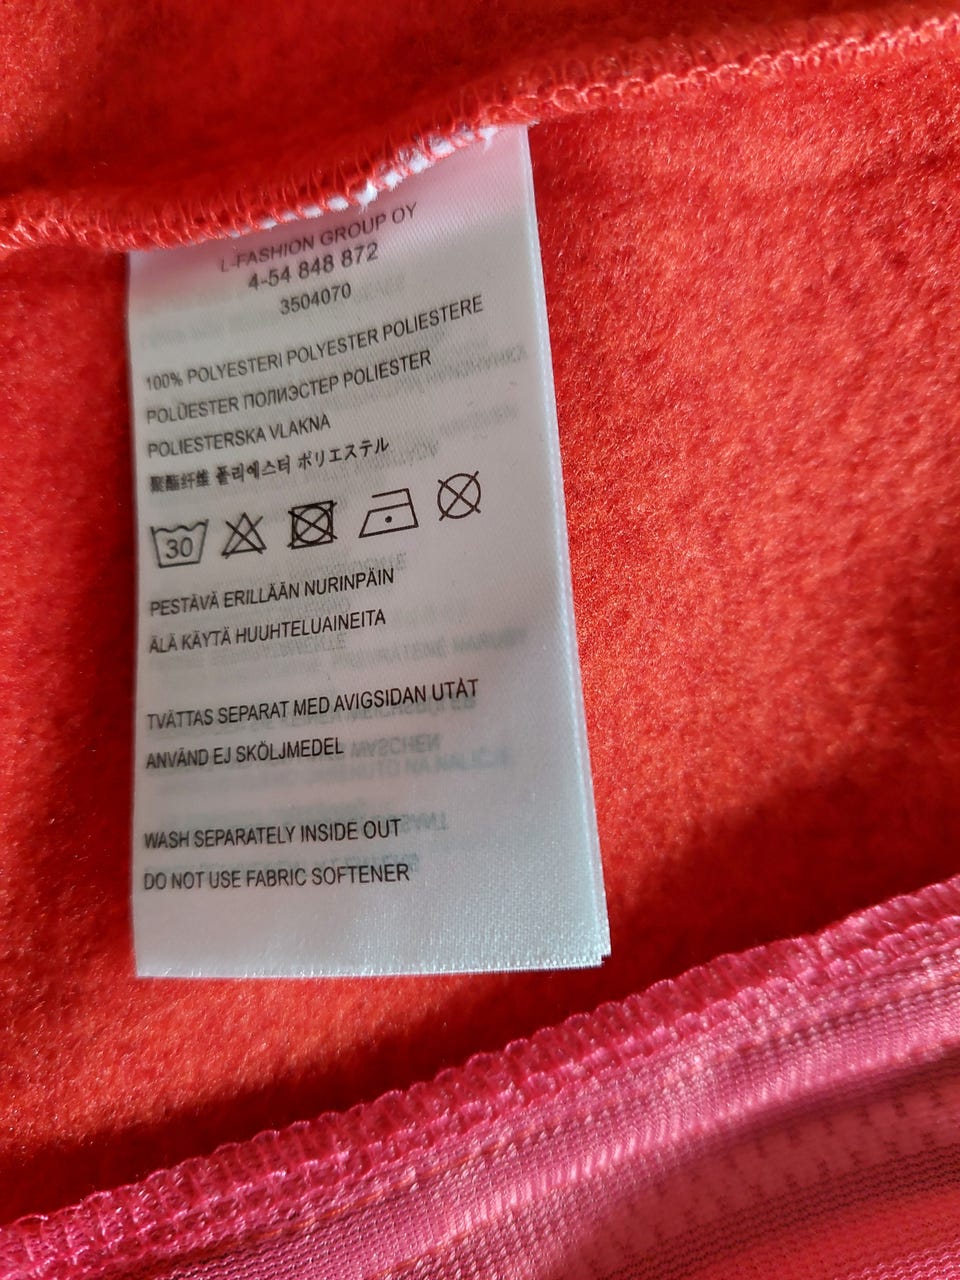 L-FASHION GROUP OY
4-54 848 872
3504070
100% POLYESTERI POLYESTER POLIESTERE
POLÜESTER ПОЛИЭСТЕР POLIESTER
POLIESTERSKA VLAKNA
聚酯纤维 폴리에스터 ポリエステル
30
PESTÄVÄ ERILLÄÄN NURINPÄIN
ÄLÄ KÄYTÄ HUUHTELUAINEITA
TVÄTTAS SEPARAT MED AVIGSIDAN UTÅT
ANVÄND EJ SKÖLJMEDEL
WASH SEPARATELY INSIDE OUT
DO NOT USE FABRIC SOFTENER